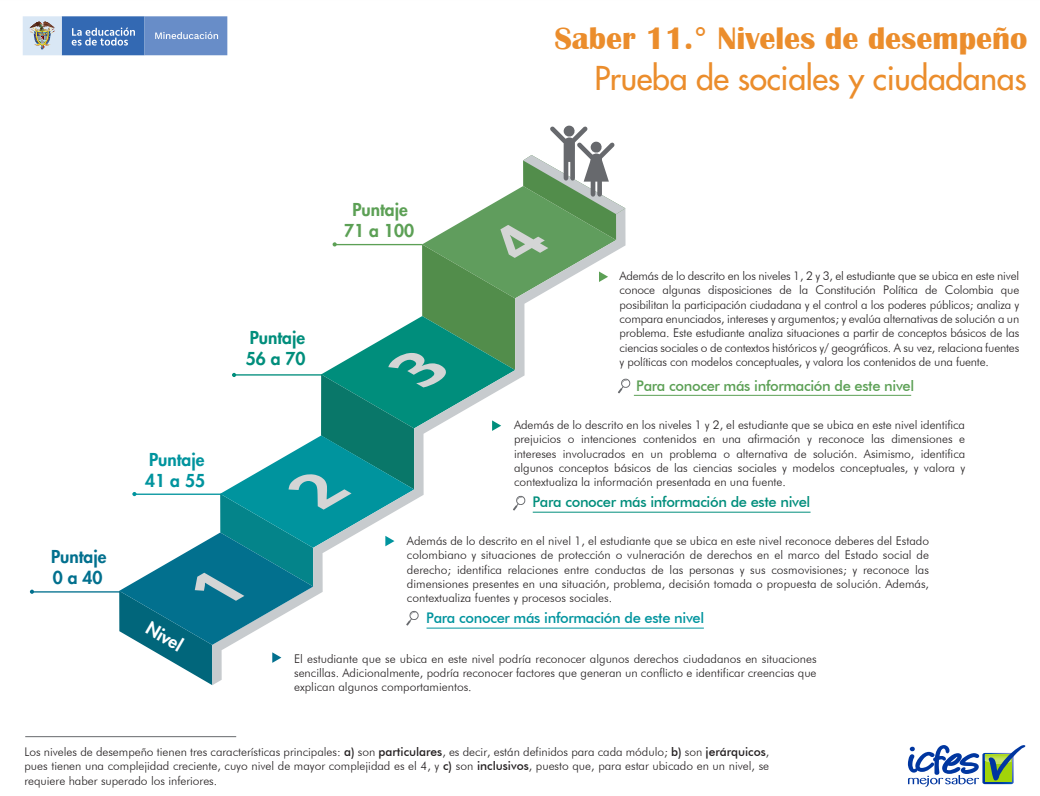 La educación
es de todos
Mineducación
Saber 11.° Niveles de desempeño
Prueba de sociales y ciudadanas
Puntaje
71 a 100
4
Además de lo descrito en los niveles 1, 2 y 3, el estudiante que se ubica en este nivel
conoce algunas disposiciones de la Constitución Política de Colombia que
posibilitan la participación ciudadana y el control a los poderes públicos; analiza y
compara enunciados, intereses y argumentos; y evalúa alternativas de solución a un
problema. Este estudiante analiza situaciones a partir de conceptos básicos de las
ciencias sociales o de contextos históricos y/ geográficos. A su vez, relaciona fuentes
y políticas con modelos conceptuales, y valora los contenidos de una fuente.
Para conocer más información de este nivel
Puntaje
56 a 70
3
Además de lo descrito en los niveles 1 y 2, el estudiante que se ubica en este nivel identifica
prejuicios o intenciones contenidos en una afirmación y reconoce las dimensiones e
intereses involucrados en un problema o alternativa de solución. Asimismo, identifica
algunos conceptos básicos de las ciencias sociales y modelos conceptuales, y valora y
contextualiza la información presentada en una fuente.
Para conocer más información de este nivel
Puntaje
41 a 55
2
Además de lo descrito en el nivel 1, el estudiante que se ubica en este nivel reconoce deberes del Estado
colombiano y situaciones de protección o vulneración de derechos en el marco del Estado social de
derecho; identifica relaciones entre conductas de las personas y sus cosmovisiones; y reconoce las
dimensiones presentes en una situación, problema, decisión tomada o propuesta de solución. Además,
contextualiza fuentes y procesos sociales.
Para conocer más información de este nivel
Puntaje
0 a 40
1
Nivel
El estudiante que se ubica en este nivel podría reconocer algunos derechos ciudadanos en situaciones
sencillas. Adicionalmente, podría reconocer factores que generan un conflicto e identificar creencias que
explican algunos comportamientos.
Los niveles de desempeño tienen tres características principales: a) son particulares, es decir, están definidos para cada módulo; b) son jerárquicos,
pues tienen una complejidad creciente, cuyo nivel de mayor complejidad es el 4, y c) son inclusivos, puesto que, para estar ubicado en un nivel, se
requiere haber superado los inferiores.
icfes
mejor saber